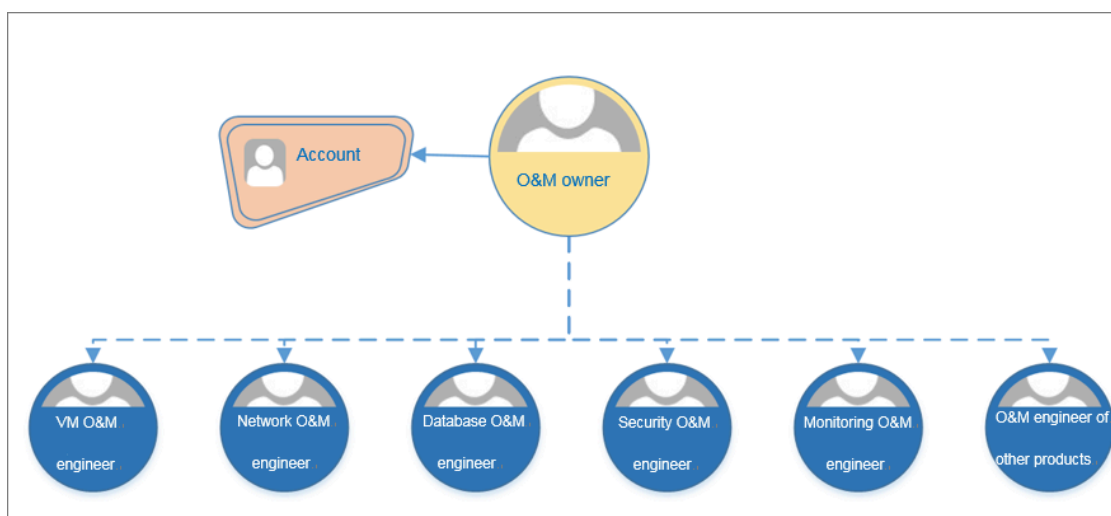 Account
O&M owner
VM O&M
engineer
Network O&M
engineer
Database O&M
engineer
Security O&M
engineer
Monitoring O&M
engineer
O&M engineer of
other products